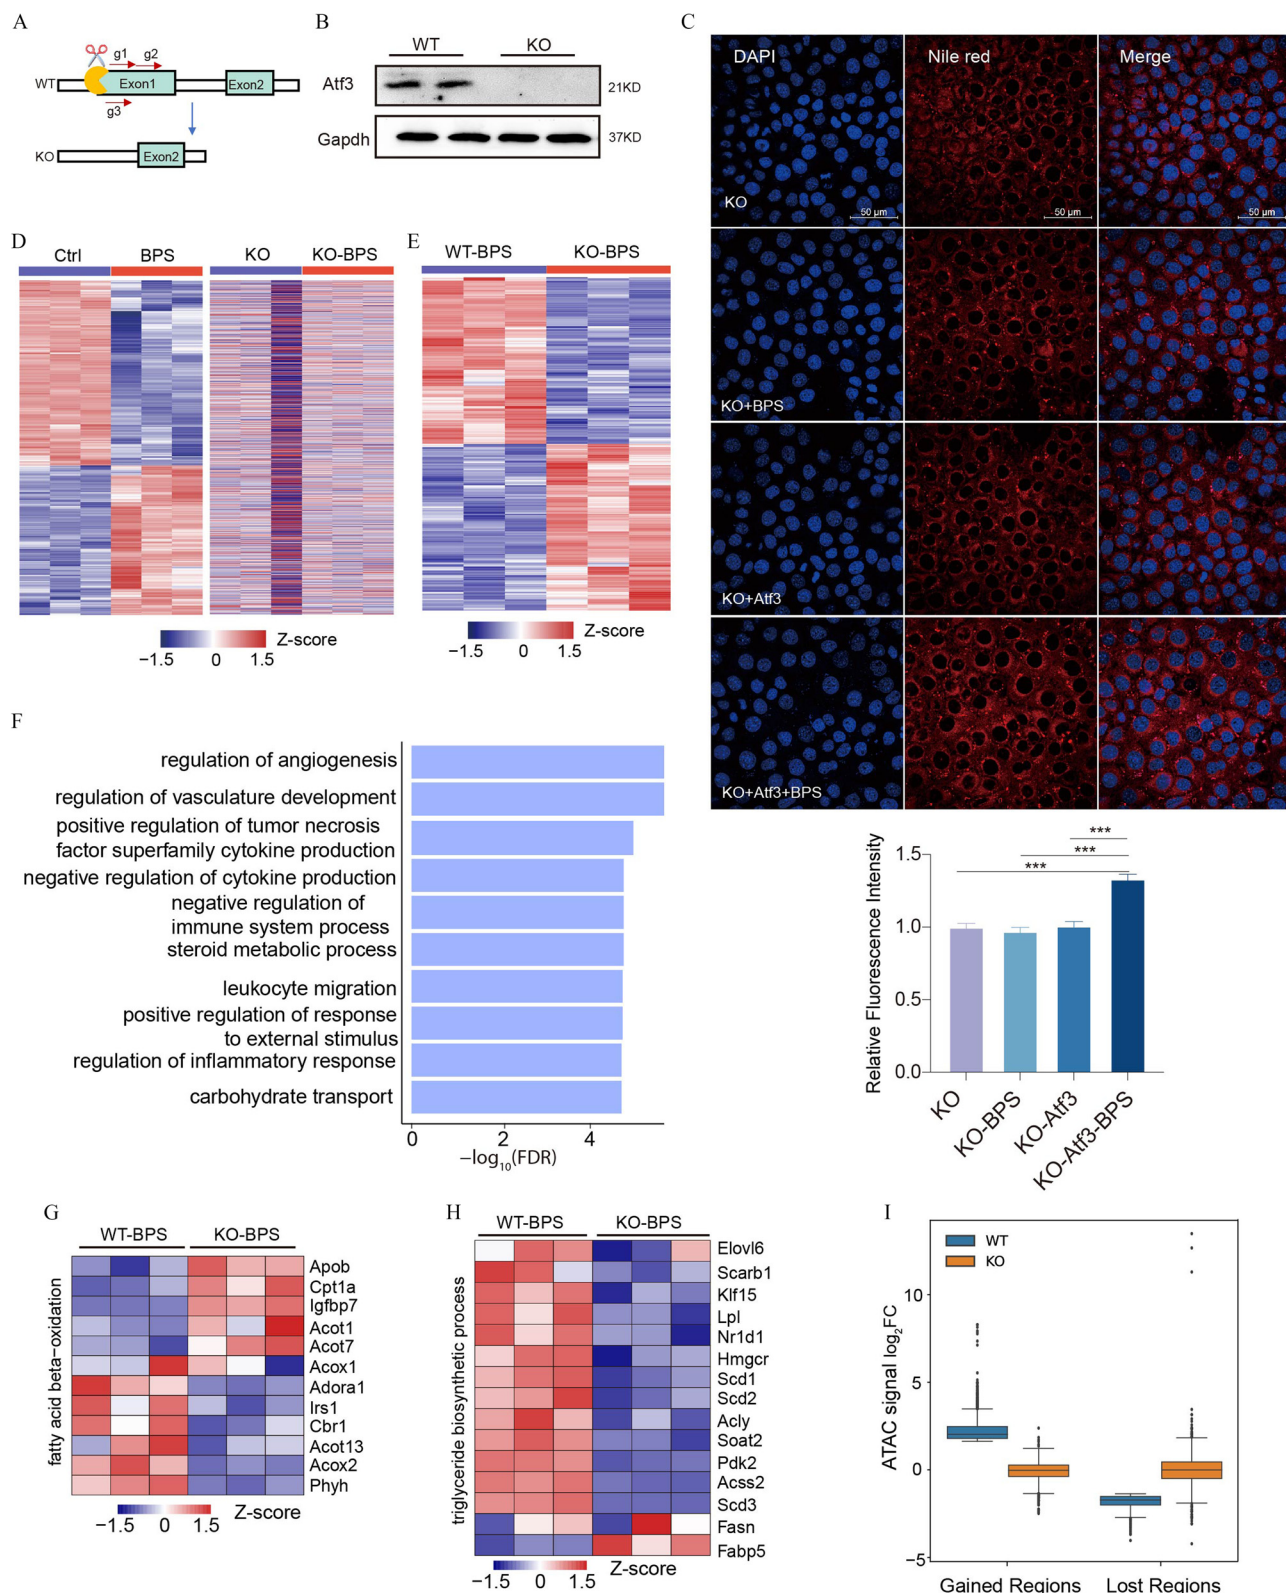 A
g1
g2
WT
Exon1
Exon2
g3
KO
Exon2
B
WT
KO
Atf3
21KD
Gapdh
37KD
C
DAPI
Nile red
Merge
KO
50 μm
50 μm
50 μm
KO+BPS
KO+Atf3
KO+Atf3+BPS
***
***
***
Relative Fluorescence Intensity
1.5
1.0
0.5
0.0
KO
KO-BPS
KO-Atf3
KO-Atf3-BPS
D
Ctrl
BPS
KO
KO-BPS
Z-score
−1.5
0
1.5
E
WT-BPS
KO-BPS
Z-score
−1.5
0
1.5
F
regulation of angiogenesis
regulation of vasculature development
positive regulation of tumor necrosis
factor superfamily cytokine production
negative regulation of cytokine production
negative regulation of
immune system process
steroid metabolic process
leukocyte migration
positive regulation of response
to external stimulus
regulation of inflammatory response
carbohydrate transport
0
2
4
−log10(FDR)
G
WT-BPS
KO-BPS
fatty acid beta−oxidation
Apob
Cpt1a
Igfbp7
Acot1
Acot7
Acox1
Adora1
Irs1
Cbr1
Acot13
Acox2
Phyh
Z-score
−1.5
0
1.5
H
WT-BPS
KO-BPS
triglyceride biosynthetic process
Elovl6
Scarb1
Klf15
Lpl
Nr1d1
Hmgcr
Scd1
Scd2
Acly
Soat2
Pdk2
Acss2
Scd3
Fasn
Fabp5
Z-score
−1.5
0
1.5
I
WT
KO
ATAC signal log2FC
10
5
0
−5
Gained Regions
Lost Regions